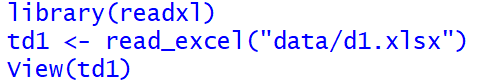 library(readxl)
td1 <- read_excel("data/d1.xlsx")
View(td1)